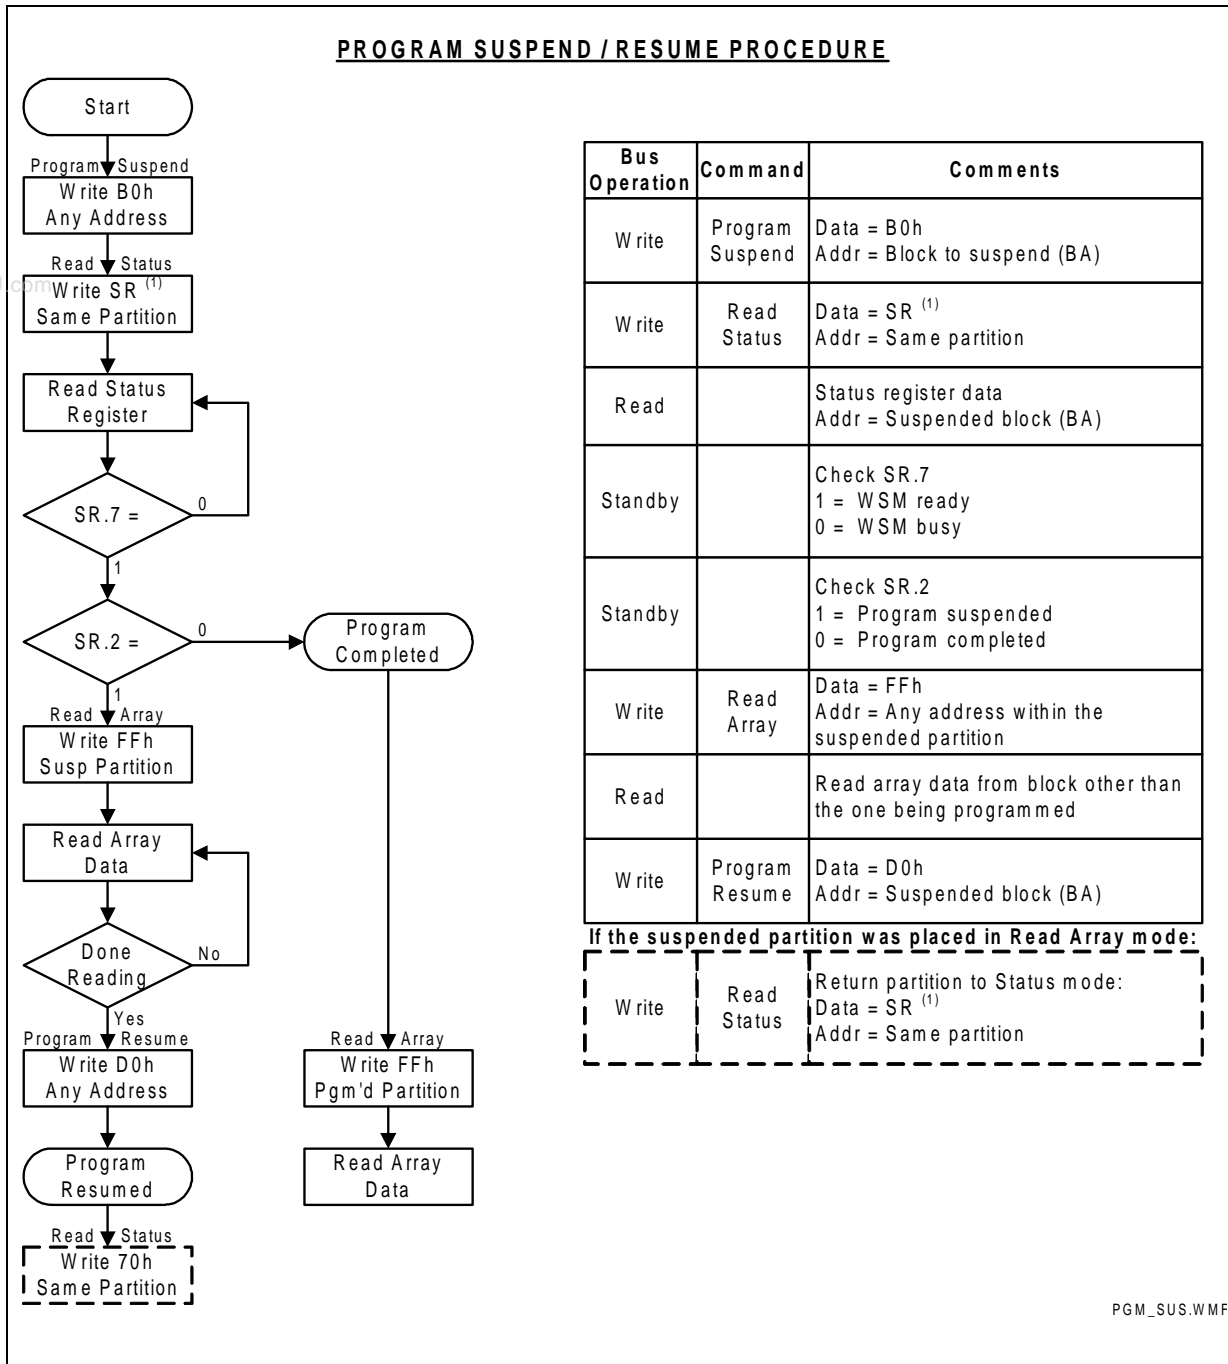 PROGRAM SUSPEND / RESUME PROCEDURE
Start
Program Suspend
Write B0h
Any Address
Read Status
Write SR (1)
Same Partition
Read Status
Register
SR.7 =
0
1
SR.2 =
0
Program
Completed
1
Read Array
Write FFh
Susp Partition
Read Array
Data
Done
Reading
No
Yes
Program Resume
Write D0h
Any Address
Program
Resumed
Read Status
Write 70h
Same Partition
Read Array
Write FFh
Pgm'd Partition
Read Array
Data
Bus
Operation
Command
Comments
Write
Program
Suspend
Data = B0h
Addr = Block to suspend (BA)
Write
Read
Status
Data = SR (1)
Addr = Same partition
Read
Status register data
Addr = Suspended block (BA)
Standby
Check SR.7
1 = WSM ready
0 = WSM busy
Standby
Check SR.2
1 = Program suspended
0 = Program completed
Write
Read
Array
Data = FFh
Addr = Any address within the
suspended partition
Read
Read array data from block other than
the one being programmed
Write
Program
Resume
Data = D0h
Addr = Suspended block (BA)
If the suspended partition was placed in Read Array mode:
Write
Read
Status
Return partition to Status mode:
Data = SR (1)
Addr = Same partition
PGM_SUS.WMF